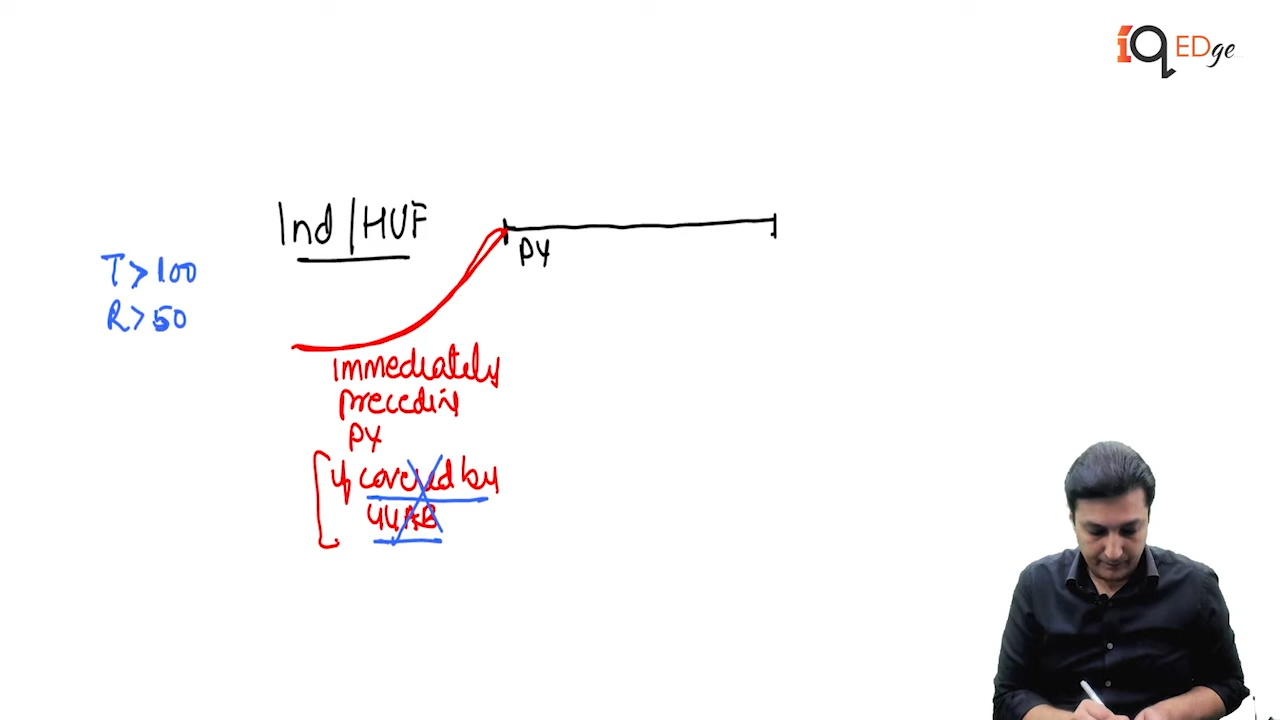 iQ EDge
Ind/HUF
PY
T > 100
R > 50
immediately
preceding
PY
if covered by
44AB